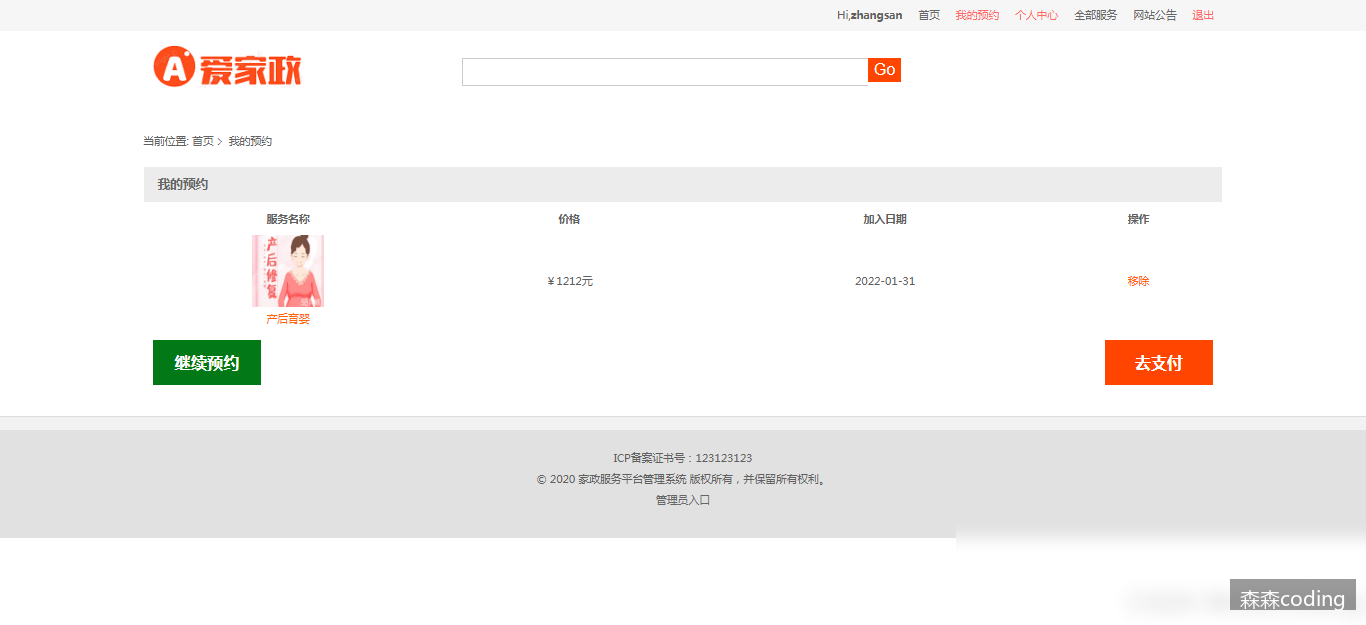 Hi,zhangsan 首页 我的预约 个人中心 全部服务 网站公告 退出
A 爱家政
Go
当前位置: 首页 > 我的预约
我的预约
服务名称 价格 加入日期 操作
产后修复
￥1212元 2022-01-31 移除
产后育婴
继续预约 去支付
ICP备案证书号：123123123
© 2020 家政服务平台管理系统 版权所有，并保留所有权利。
管理员入口
森森coding